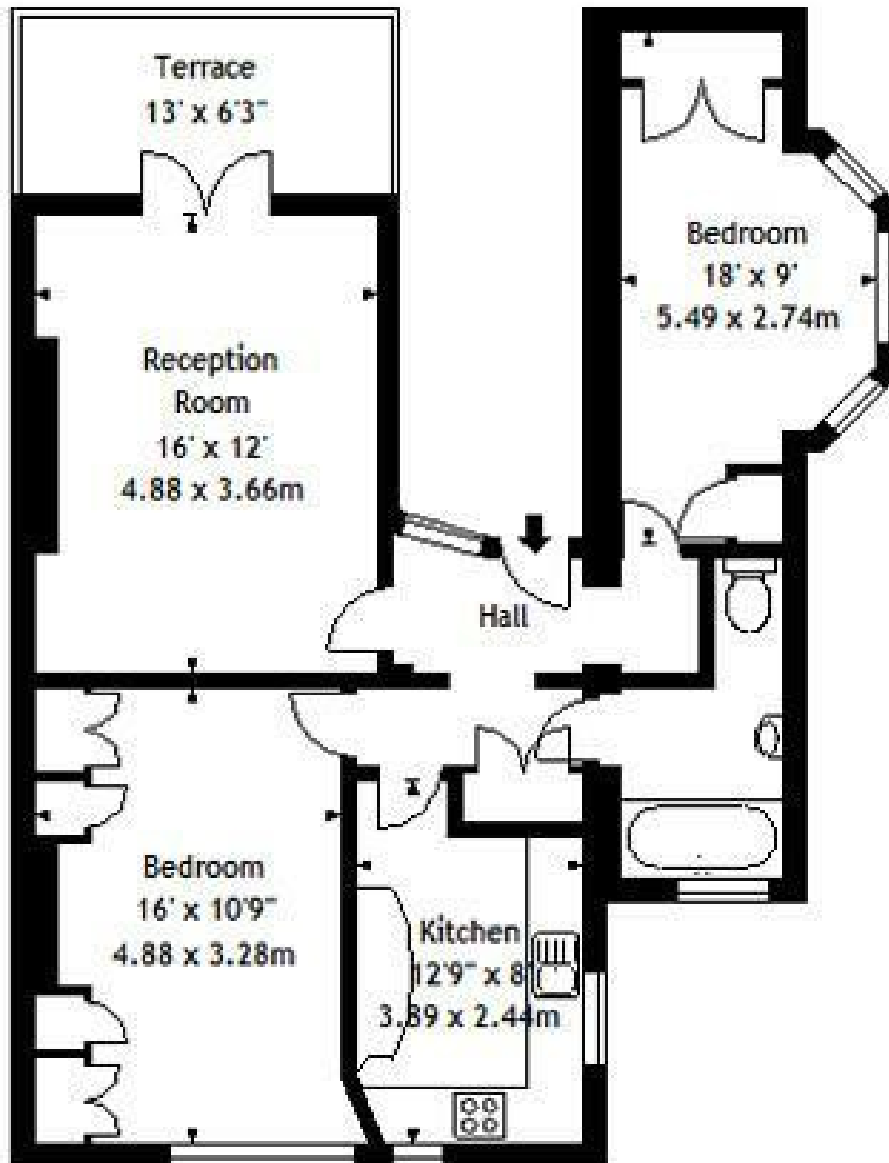 Terrace
13' x 6'3"
Bedroom
18' x 9'
5.49 x 2.74m
Reception
Room
16' x 12'
4.88 x 3.66m
Hall
Bedroom
16' x 10'9"
4.88 x 3.28m
Kitchen
12'9" x 8'
3.89 x 2.44m